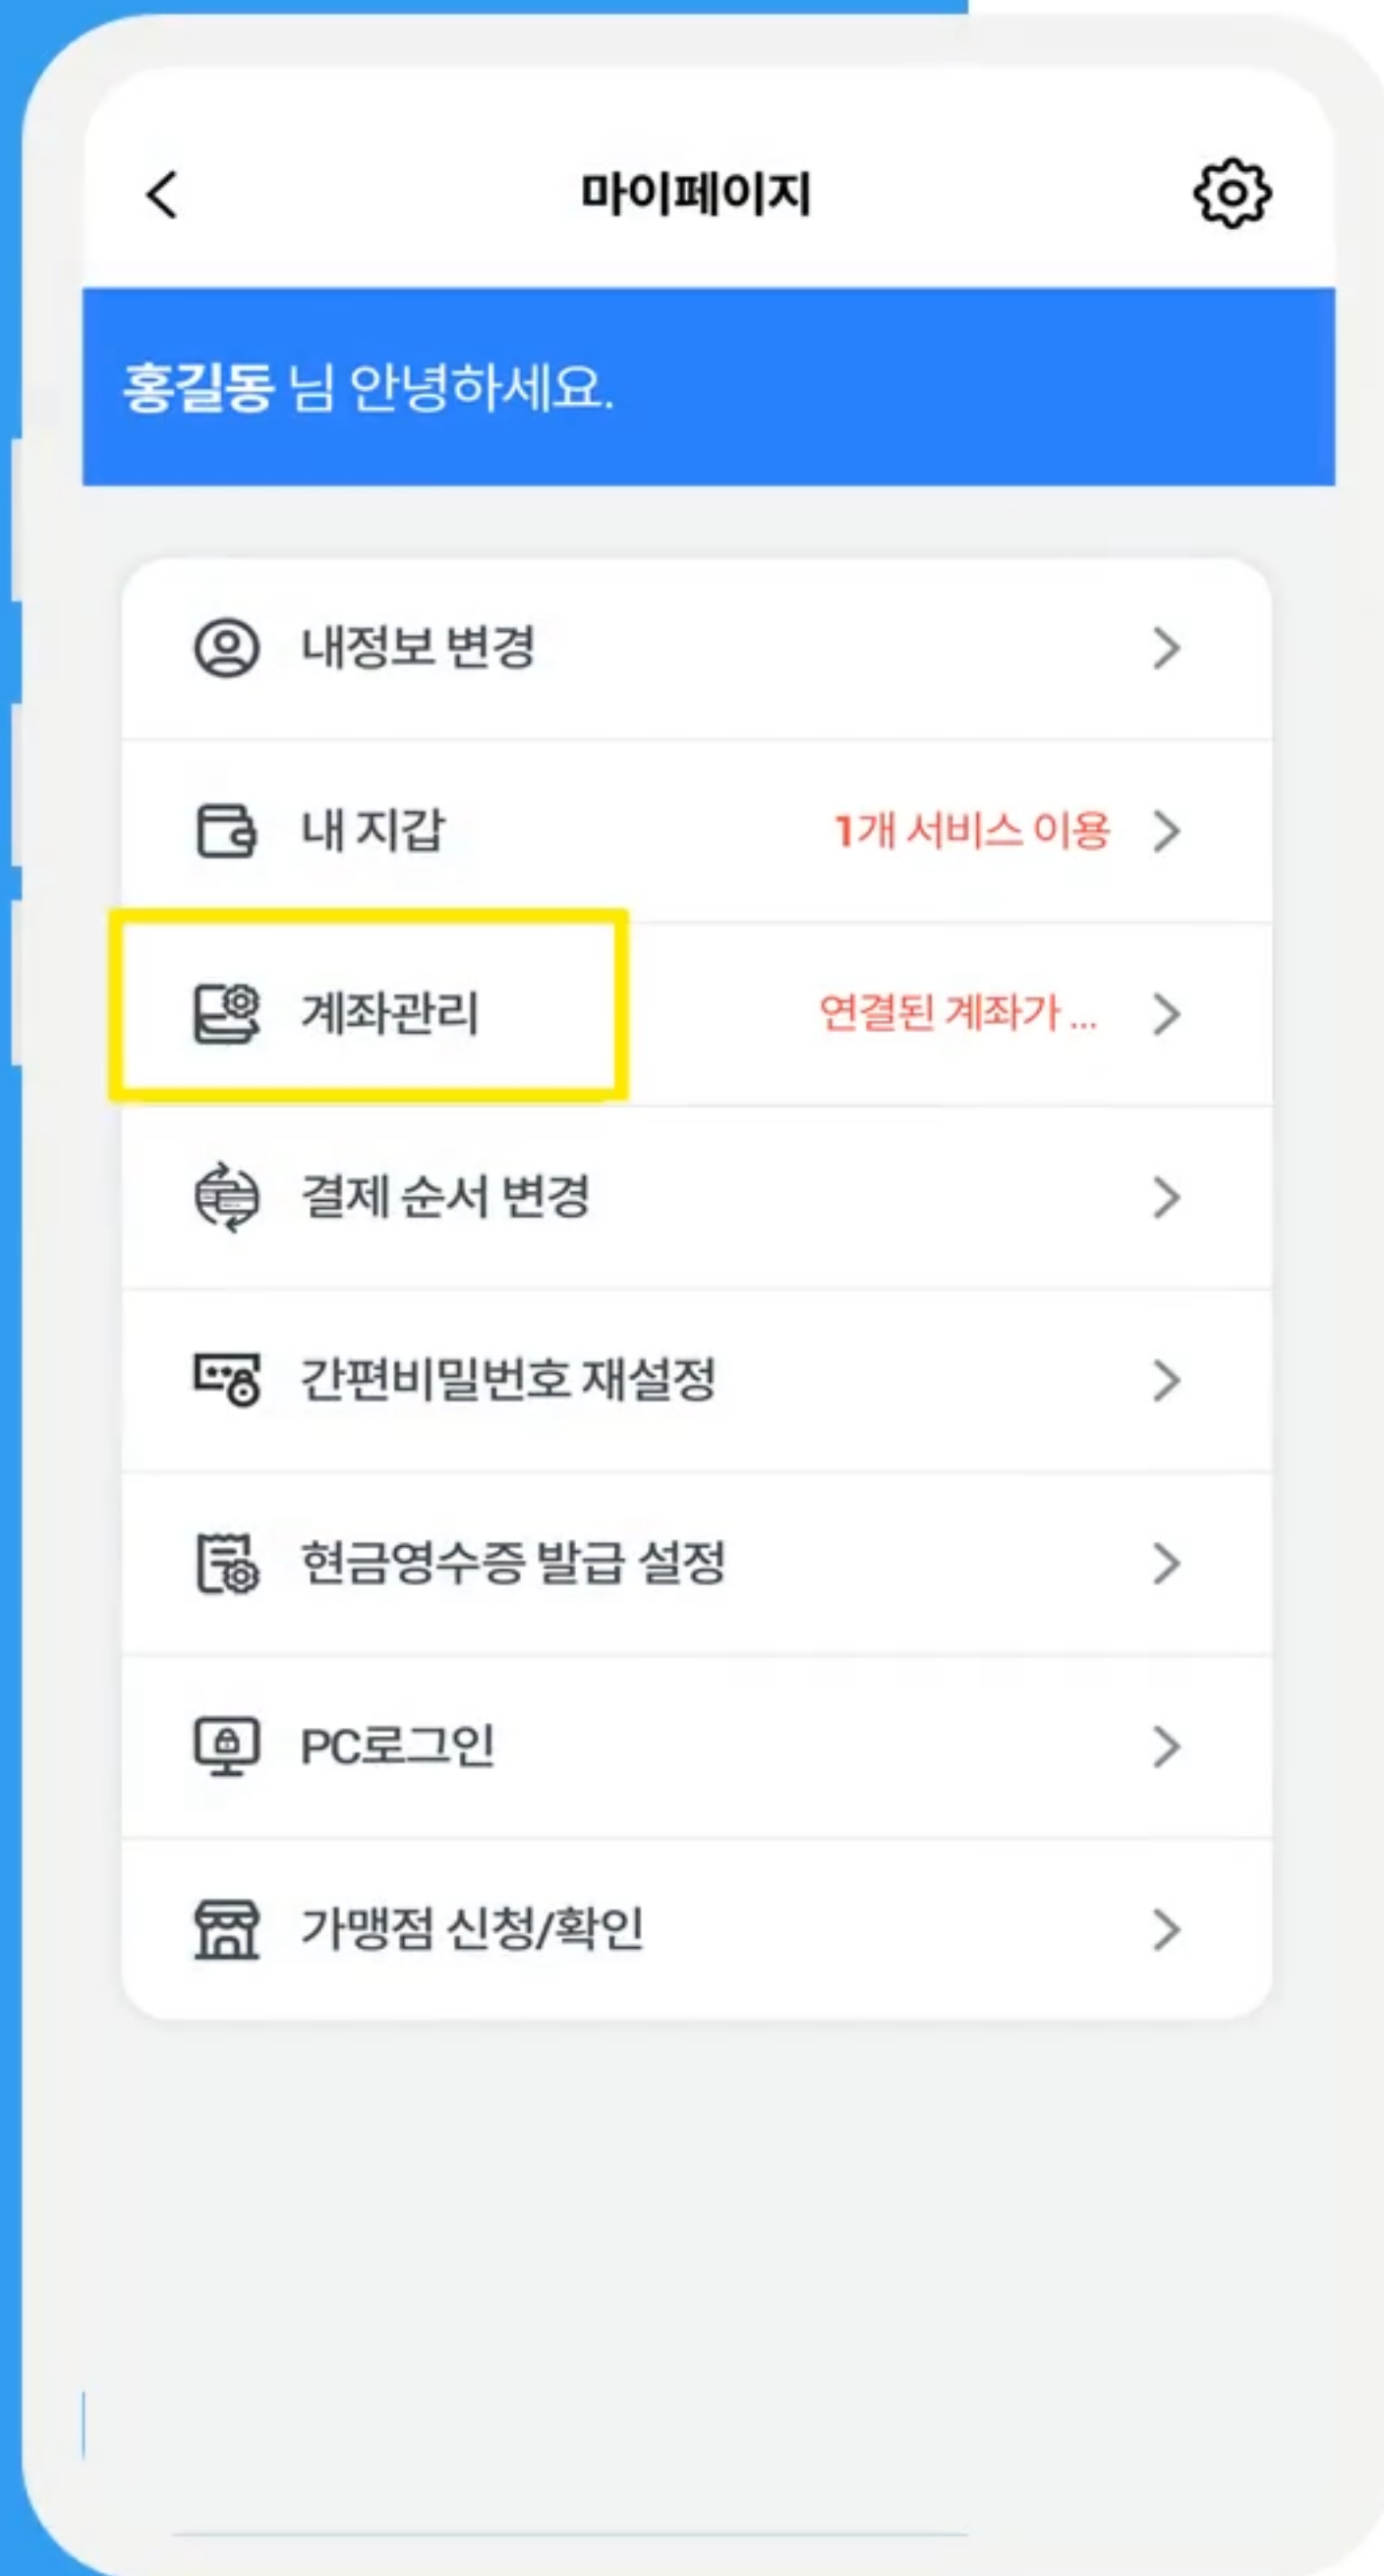 마이페이지
홍길동 님 안녕하세요.
내정보 변경
내 지갑 1개 서비스 이용
계좌관리 연결된 계좌가 ...
결제 순서 변경
간편비밀번호 재설정
현금영수증 발급 설정
PC로그인
가맹점 신청/확인